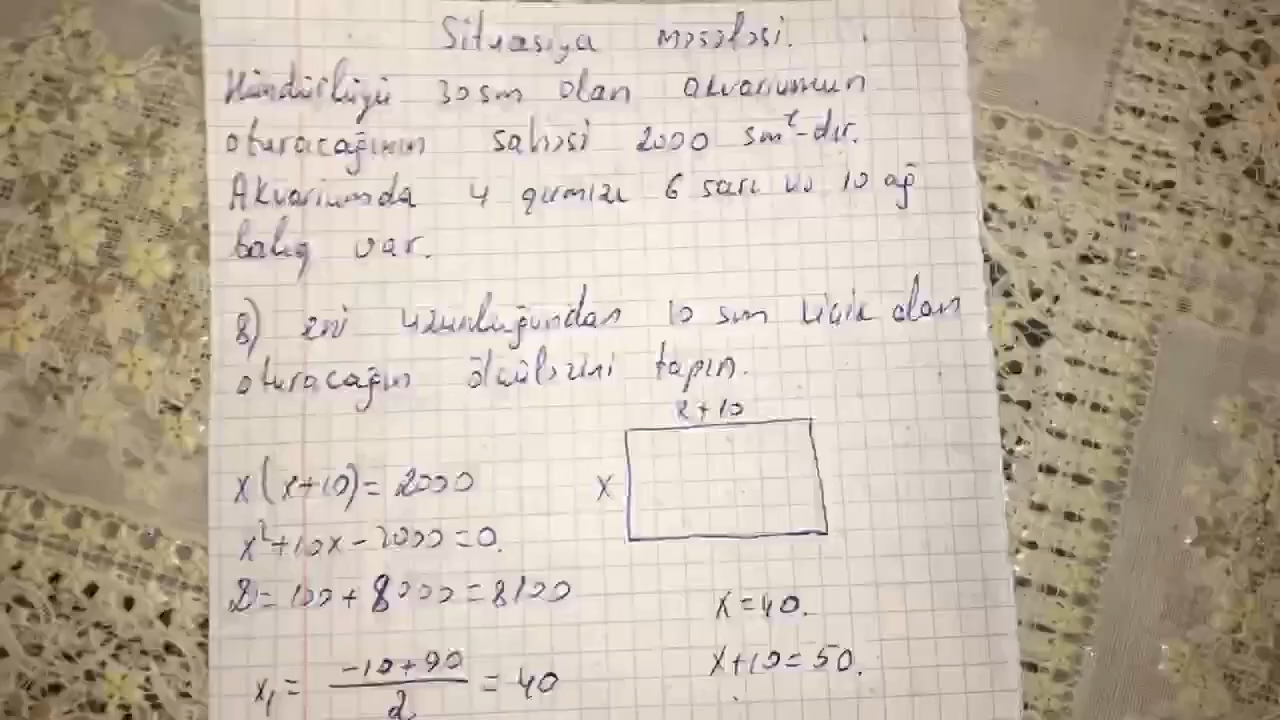 Situasiya məsələsi.
Hündürlüyü 30 sm olan akvariumun
oturacağının sahəsi 2000 sm²-dır.
Akvariumda 4 qırmızı 6 sarı və 10 ağ
balıq var.
8) eni uzunluğundan 10 sm kiçik olan
oturacağın ölçülərini tapın.
x+10
x
x(x+10)=2000
x²+10x-2000=0.
D=100+8000=8100
x₁= (-10+90)/2 = 40
x=40.
x+10=50.